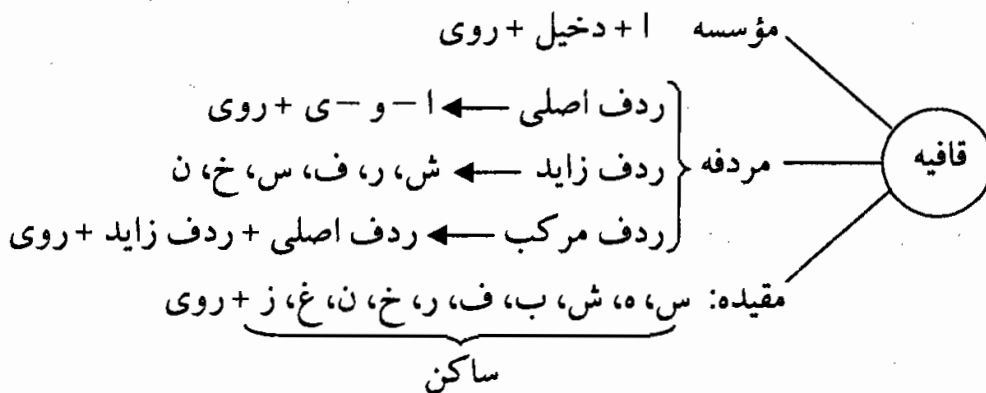 مؤسسه ا + دخیل + روی
ردف اصلی ← ا – و – ی + روی
قافیه
مردفه
ردف زاید ← ش، ر، ف، س، خ، ن
ردف مرکب ← ردف اصلی + ردف زاید + روی
مقیده: س، ه، ش، ب، ف، ر، خ، ن، غ، ز + روی
ساکن